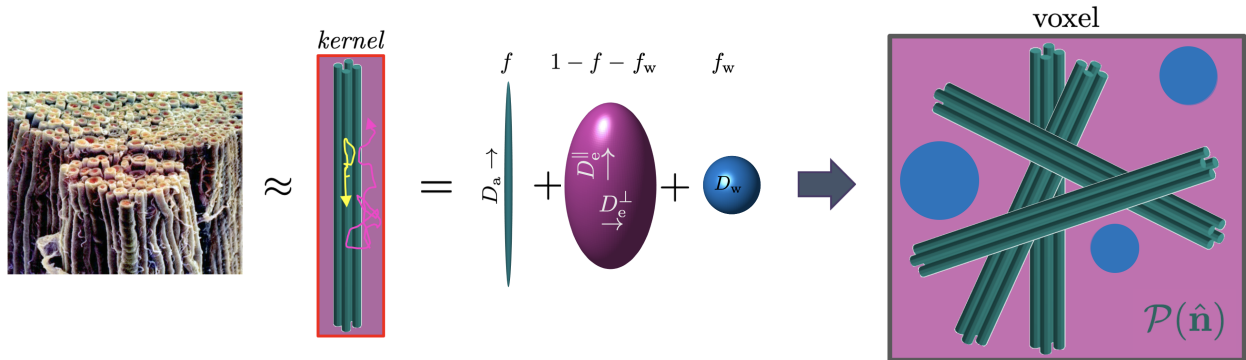 voxel
kernel
f 1 − f − f_w f_w
≈ = D_a → + D_e^∥ → D_e^⊥ → + D_w
𝒫(n̂)